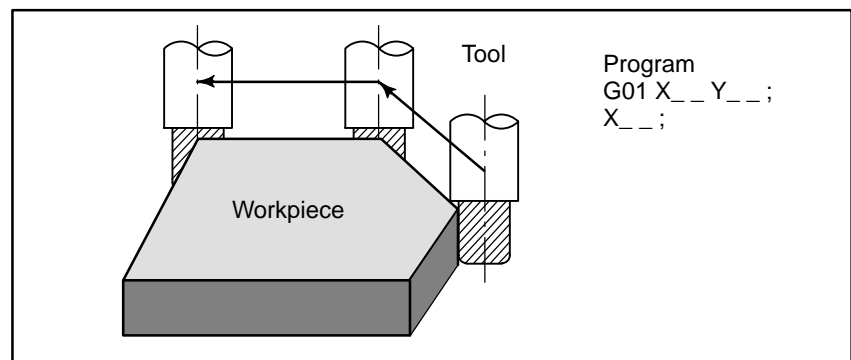 Tool
Program
G01 X_ _ Y_ _ ;
X_ _ ;
Workpiece